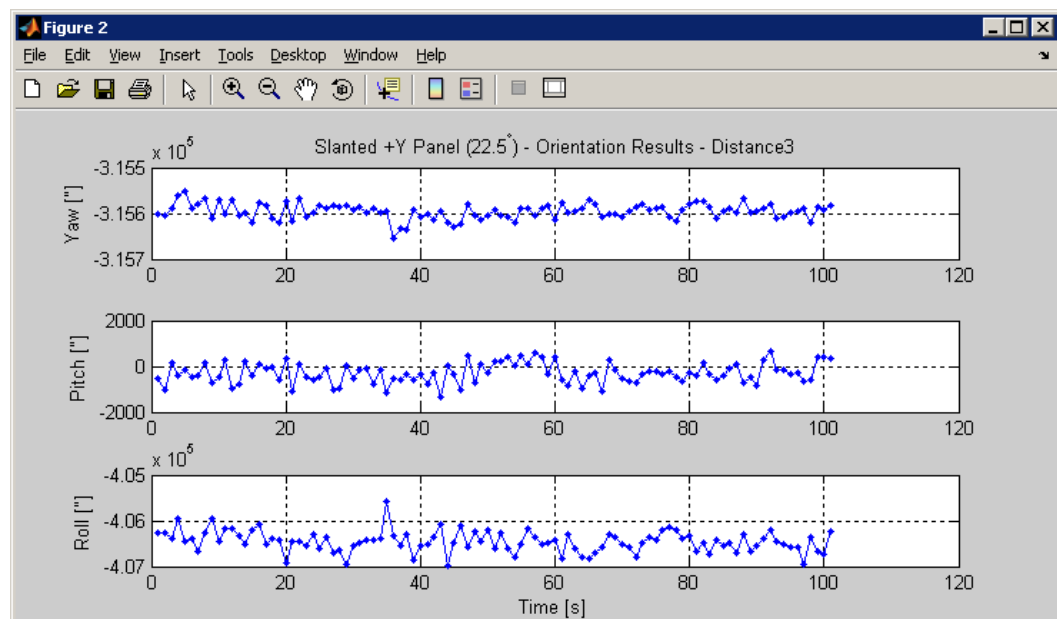 Figure 2
File Edit View Insert Tools Desktop Window Help
Slanted +Y Panel (22.5°) - Orientation Results - Distance3
x 10^5
-3.155
-3.156
-3.157
Yaw ["]
0 20 40 60 80 100 120
2000
0
-2000
Pitch ["]
0 20 40 60 80 100 120
x 10^5
-4.05
-4.06
-4.07
Roll ["]
0 20 40 60 80 100 120
Time [s]